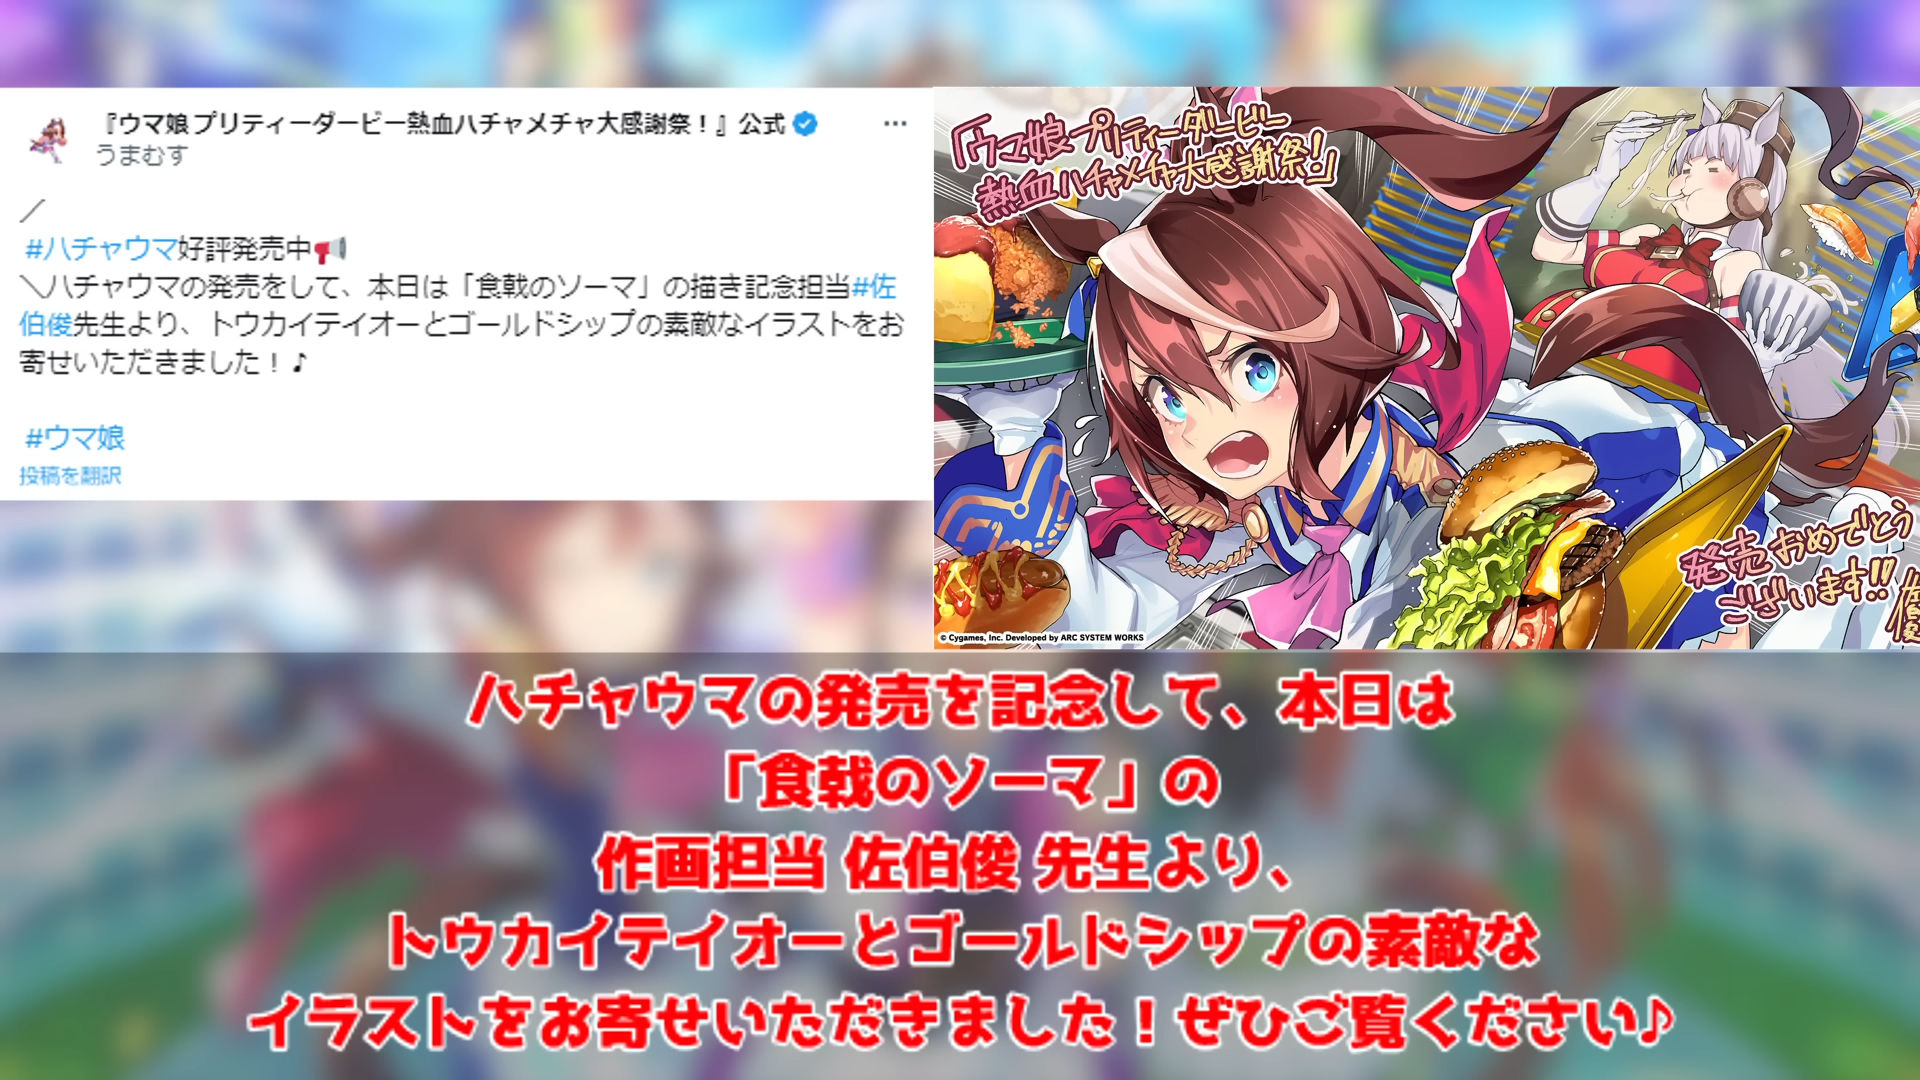 『ウマ娘プリティーダービー熱血ハチャメチャ大感謝祭！』公式
うまむす
／
#ハチャウマ好評発売中
＼ハチャウマの発売をして、本日は「食戟のソーマ」の描き記念担当#佐
伯俊先生より、トウカイテイオーとゴールドシップの素敵なイラストをお
寄せいただきました！♪
#ウマ娘
投稿を翻訳
『ウマ娘 プリティーダービー
熱血ハチャメチャ大感謝祭！』
発売おめでとう
ございます!!
佐伯俊
© Cygames, Inc. Developed by ARC SYSTEM WORKS
ハチャウマの発売を記念して、本日は
「食戟のソーマ」の
作画担当 佐伯俊 先生より、
トウカイテイオーとゴールドシップの素敵な
イラストをお寄せいただきました！ぜひご覧ください♪